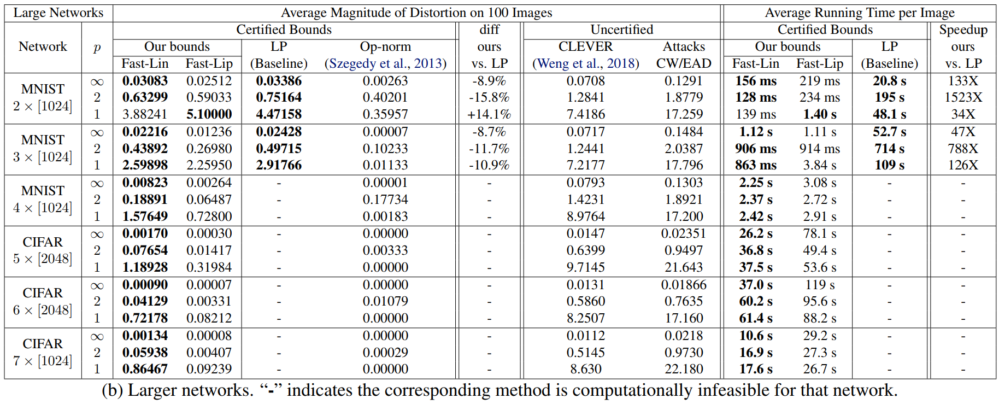 Large Networks Average Magnitude of Distortion on 100 Images Average Running Time per Image
Certified Bounds diff Uncertified Certified Bounds Speedup
Network p Our bounds LP Op-norm ours CLEVER Attacks Our bounds LP ours
Fast-Lin Fast-Lip (Baseline) (Szegedy et al., 2013) vs. LP (Weng et al., 2018) CW/EAD Fast-Lin Fast-Lip (Baseline) vs. LP
MNIST 2 × [1024] ∞ 0.03083 0.02512 0.03386 0.00263 -8.9% 0.0708 0.1291 156 ms 219 ms 20.8 s 133X
2 0.63299 0.59033 0.75164 0.40201 -15.8% 1.2841 1.8779 128 ms 234 ms 195 s 1523X
1 3.88241 5.10000 4.47158 0.35957 +14.1% 7.4186 17.259 139 ms 1.40 s 48.1 s 34X
MNIST 3 × [1024] ∞ 0.02216 0.01236 0.02428 0.00007 -8.7% 0.0717 0.1484 1.12 s 1.11 s 52.7 s 47X
2 0.43892 0.26980 0.49715 0.10233 -11.7% 1.2441 2.0387 906 ms 914 ms 714 s 788X
1 2.59898 2.25950 2.91766 0.01133 -10.9% 7.2177 17.796 863 ms 3.84 s 109 s 126X
MNIST 4 × [1024] ∞ 0.00823 0.00264 - 0.00001 - 0.0793 0.1303 2.25 s 3.08 s - -
2 0.18891 0.06487 - 0.17734 - 1.4231 1.8921 2.37 s 2.72 s - -
1 1.57649 0.72800 - 0.00183 - 8.9764 17.200 2.42 s 2.91 s - -
CIFAR 5 × [2048] ∞ 0.00170 0.00030 - 0.00000 - 0.0147 0.02351 26.2 s 78.1 s - -
2 0.07654 0.01417 - 0.00333 - 0.6399 0.9497 36.8 s 49.4 s - -
1 1.18928 0.31984 - 0.00000 - 9.7145 21.643 37.5 s 53.6 s - -
CIFAR 6 × [2048] ∞ 0.00090 0.00007 - 0.00000 - 0.0131 0.01866 37.0 s 119 s - -
2 0.04129 0.00331 - 0.01079 - 0.5860 0.7635 60.2 s 95.6 s - -
1 0.72178 0.08212 - 0.00000 - 8.2507 17.160 61.4 s 88.2 s - -
CIFAR 7 × [1024] ∞ 0.00134 0.00008 - 0.00000 - 0.0112 0.0218 10.6 s 29.2 s - -
2 0.05938 0.00407 - 0.00029 - 0.5145 0.9730 16.9 s 27.3 s - -
1 0.86467 0.09239 - 0.00000 - 8.630 22.180 17.6 s 26.7 s - -
(b) Larger networks. “-” indicates the corresponding method is computationally infeasible for that network.